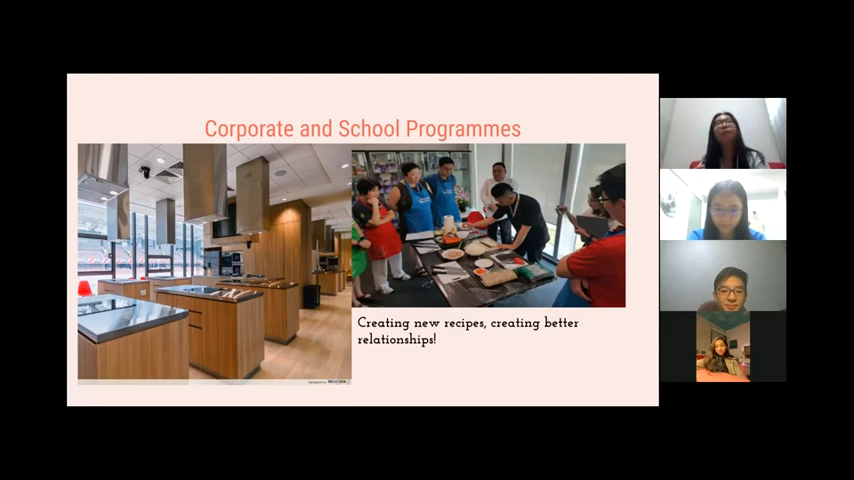 Corporate and School Programmes
Creating new recipes, creating better
relationships!